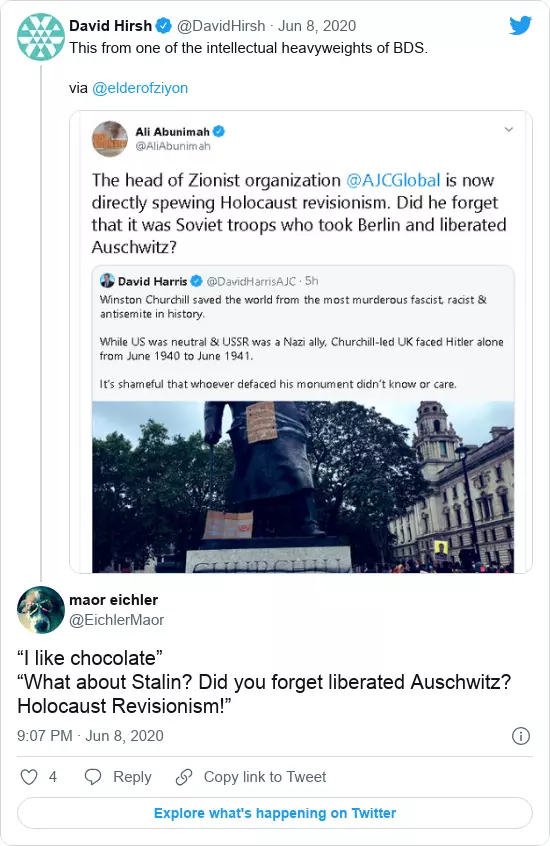 David Hirsh @DavidHirsh · Jun 8, 2020
This from one of the intellectual heavyweights of BDS.
via @elderofziyon
Ali Abunimah
@AliAbunimah
The head of Zionist organization @AJCGlobal is now
directly spewing Holocaust revisionism. Did he forget
that it was Soviet troops who took Berlin and liberated
Auschwitz?
David Harris @DavidHarrisAJC · 5h
Winston Churchill saved the world from the most murderous fascist, racist &
antisemite in history.
While US was neutral & USSR was a Nazi ally, Churchill-led UK faced Hitler alone
from June 1940 to June 1941.
It's shameful that whoever defaced his monument didn't know or care.
CHURCHILL
maor eichler
@EichlerMaor
“I like chocolate”
“What about Stalin? Did you forget liberated Auschwitz?
Holocaust Revisionism!”
9:07 PM · Jun 8, 2020
4 Reply Copy link to Tweet
Explore what's happening on Twitter